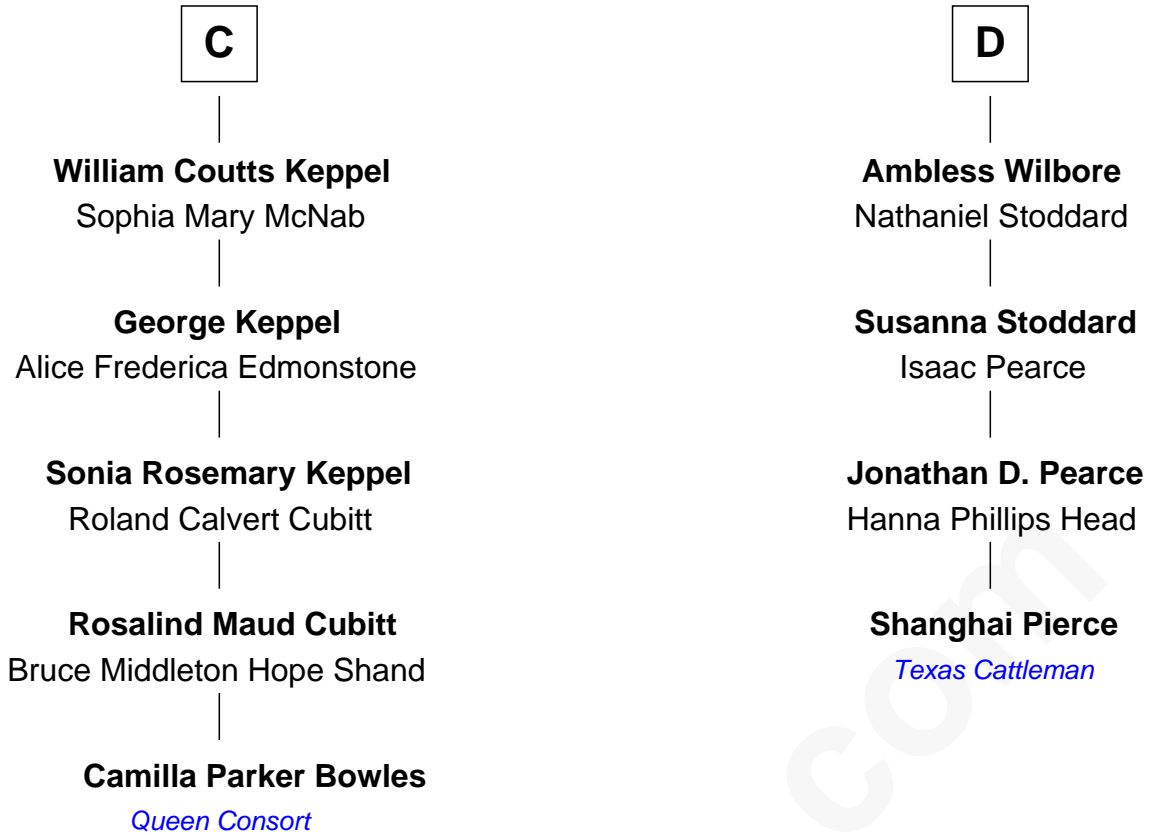 C
William Coutts Keppel
Sophia Mary McNab
George Keppel
Alice Frederica Edmonstone
Sonia Rosemary Keppel
Roland Calvert Cubitt
Rosalind Maud Cubitt
Bruce Middleton Hope Shand
Camilla Parker Bowles
Queen Consort
D
Ambless Wilbore
Nathaniel Stoddard
Susanna Stoddard
Isaac Pearce
Jonathan D. Pearce
Hanna Phillips Head
Shanghai Pierce
Texas Cattleman
com